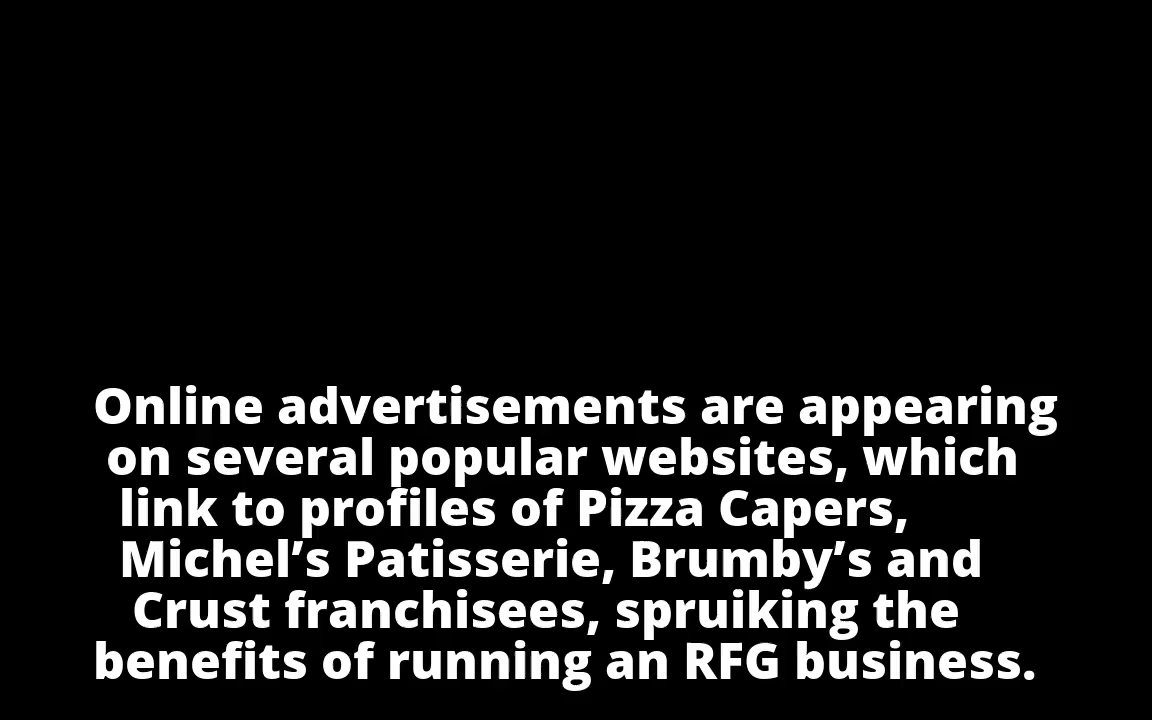 Online advertisements are appearing
on several popular websites, which
link to profiles of Pizza Capers,
Michel’s Patisserie, Brumby’s and
Crust franchisees, spruiking the
benefits of running an RFG business.